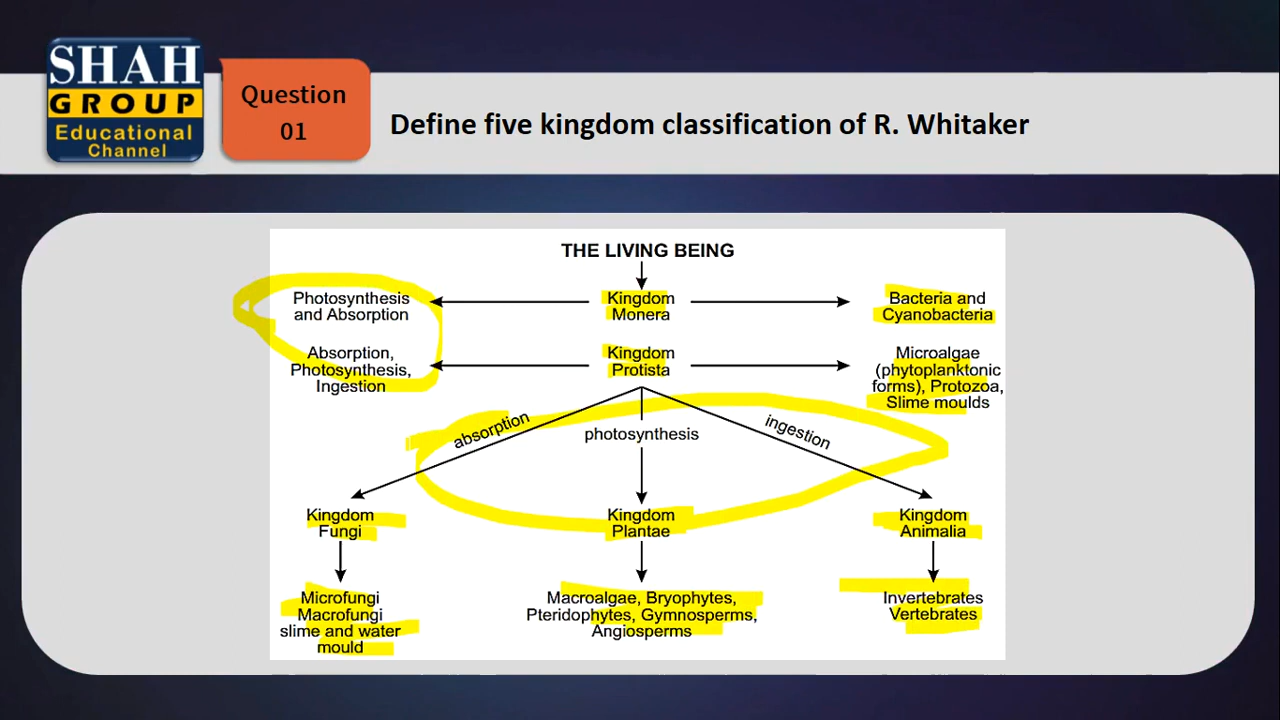 SHAH
GROUP
Educational
Channel
Question
01
Define five kingdom classification of R. Whitaker
THE LIVING BEING
Photosynthesis
and Absorption
Kingdom
Monera
Bacteria and
Cyanobacteria
Absorption,
Photosynthesis,
Ingestion
Kingdom
Protista
Microalgae
(phytoplanktonic
forms), Protozoa,
Slime moulds
absorption
photosynthesis
ingestion
Kingdom
Fungi
Kingdom
Plantae
Kingdom
Animalia
Microfungi
Macrofungi
slime and water
mould
Macroalgae, Bryophytes,
Pteridophytes, Gymnosperms,
Angiosperms
Invertebrates
Vertebrates